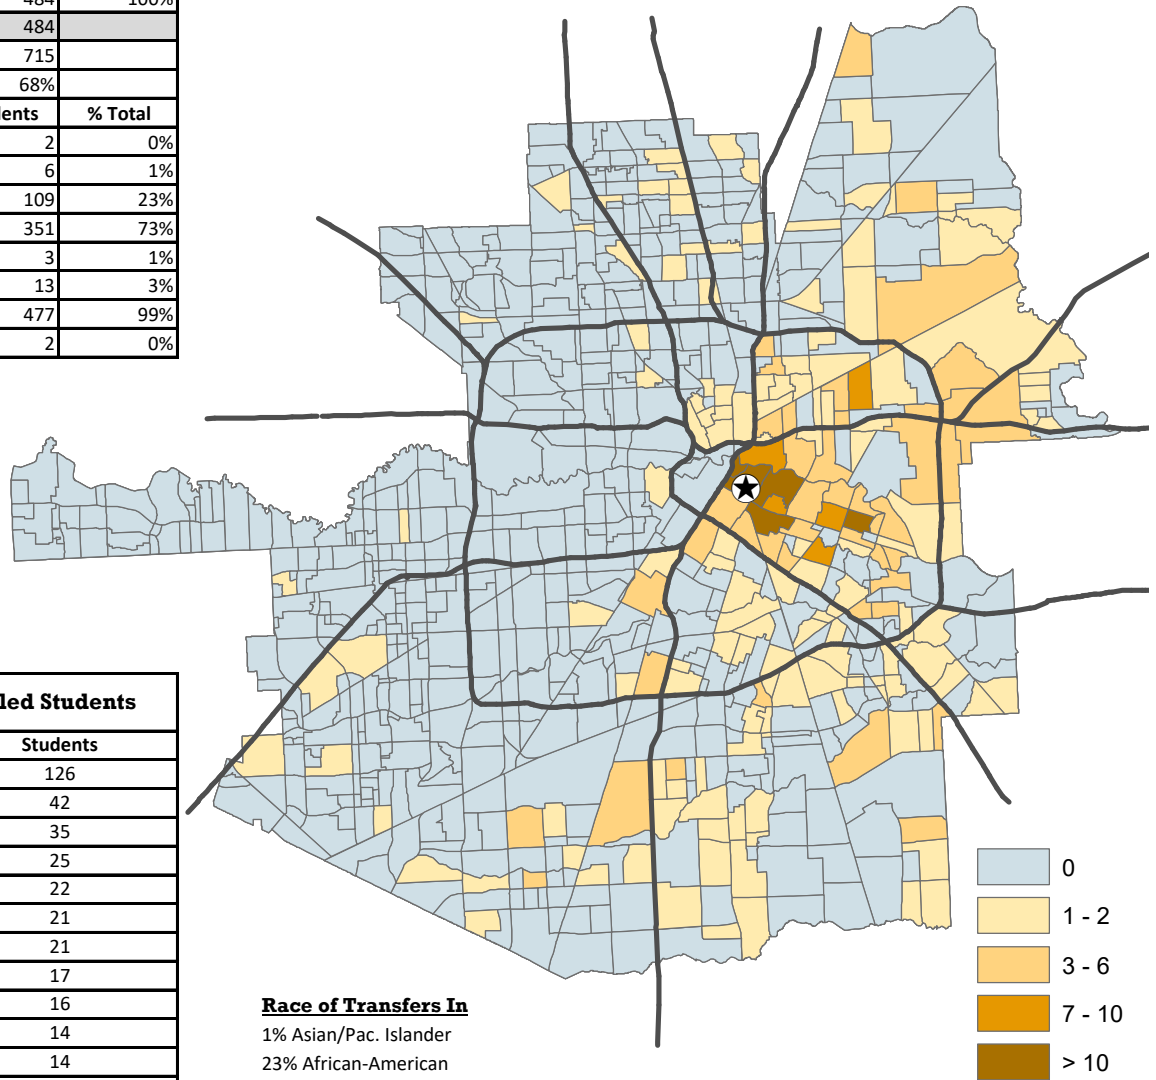 484 100%
484
715
68%
% Total
2 0%
6 1%
109 23%
351 73%
3 1%
13 3%
477 99%
2 0%
Students
Students
126
42
35
25
22
21
21
17
16
14
14
Race of Transfers In
1% Asian/Pac. Islander
23% African-American
0
1 - 2
3 - 6
7 - 10
> 10